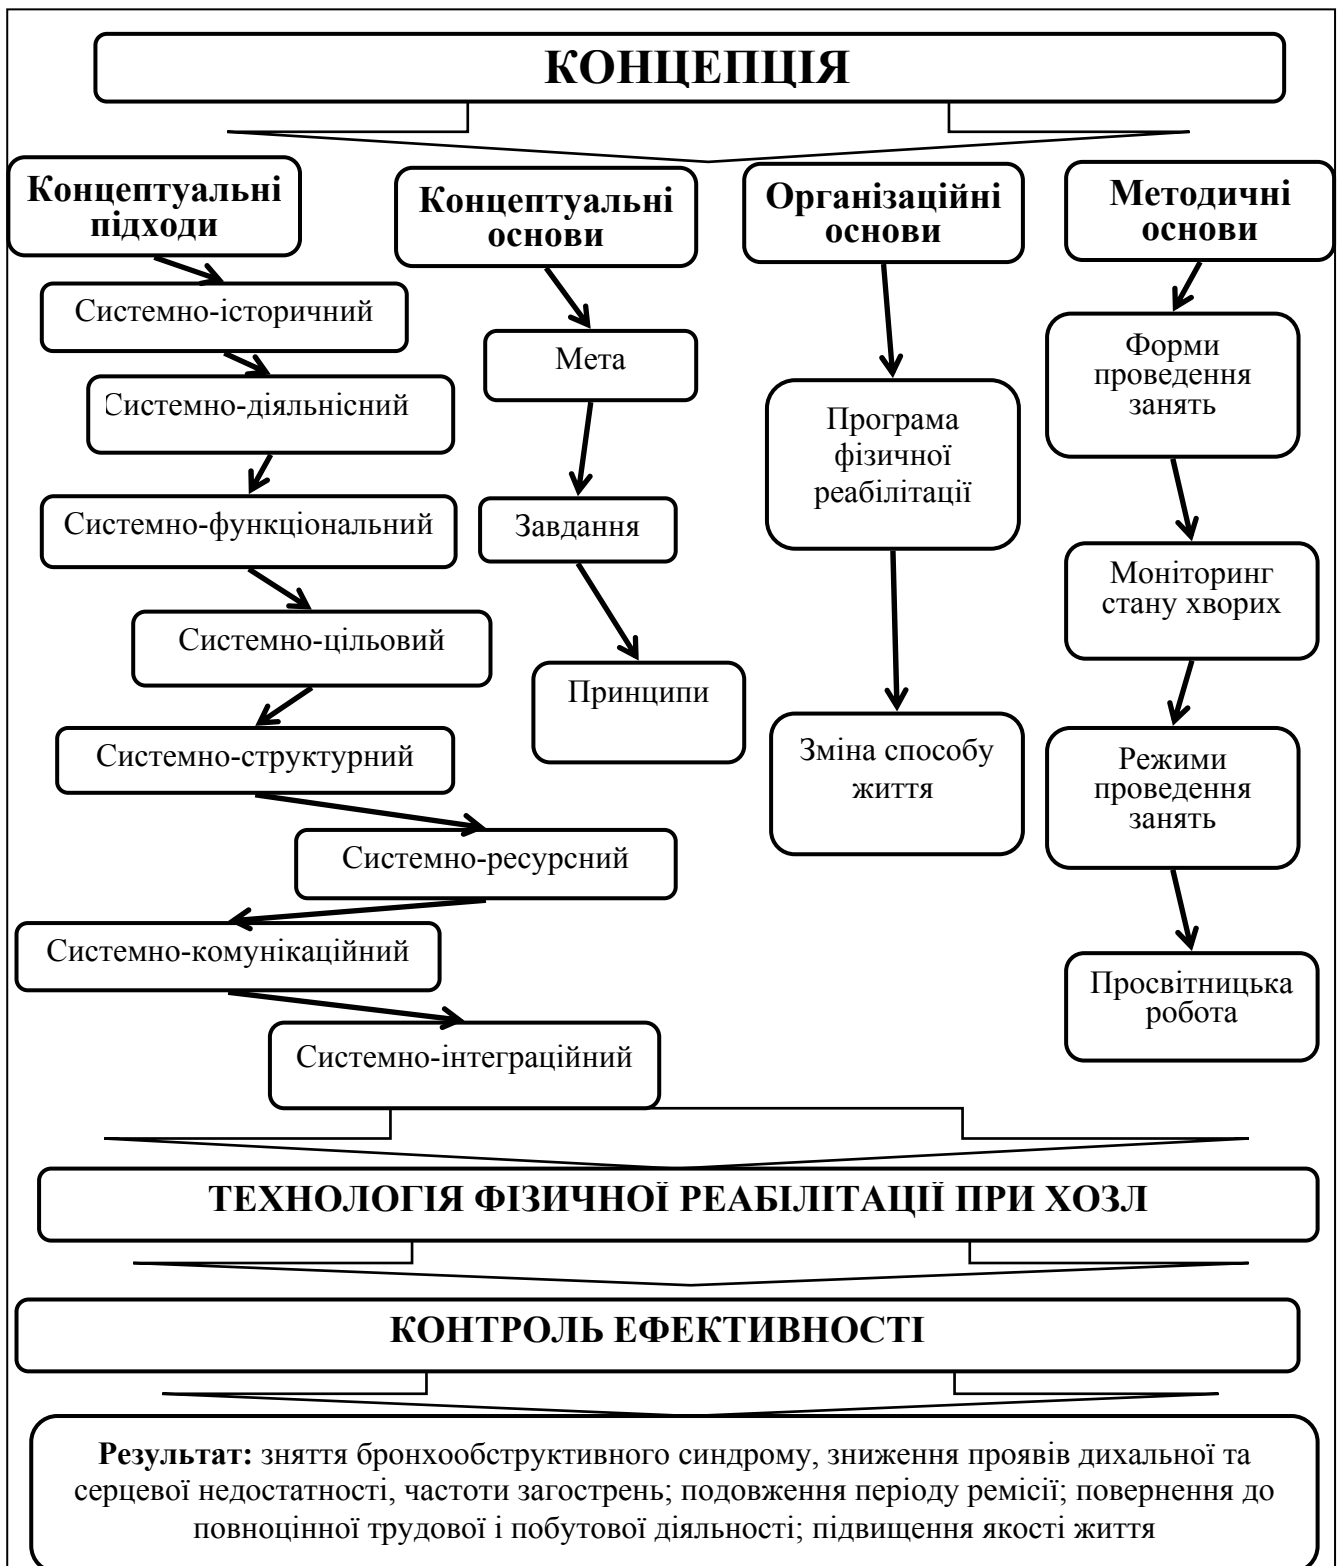 КОНЦЕПЦІЯ
Концептуальні
підходи
Системно-історичний
Системно-діяльнісний
Системно-функціональний
Системно-цільовий
Системно-структурний
Системно-ресурсний
Системно-комунікаційний
Системно-інтеграційний
Концептуальні
основи
Мета
Завдання
Принципи
Організаційні
основи
Програма
фізичної
реабілітації
Зміна способу
життя
Методичні
основи
Форми
проведення
занять
Моніторинг
стану хворих
Режими
проведення
занять
Просвітницька
робота
ТЕХНОЛОГІЯ ФІЗИЧНОЇ РЕАБІЛІТАЦІЇ ПРИ ХОЗЛ
КОНТРОЛЬ ЕФЕКТИВНОСТІ
Результат: зняття бронхообструктивного синдрому, зниження проявів дихальної та
серцевої недостатності, частоти загострень; подовження періоду ремісії; повернення до
повноцінної трудової і побутової діяльності; підвищення якості життя